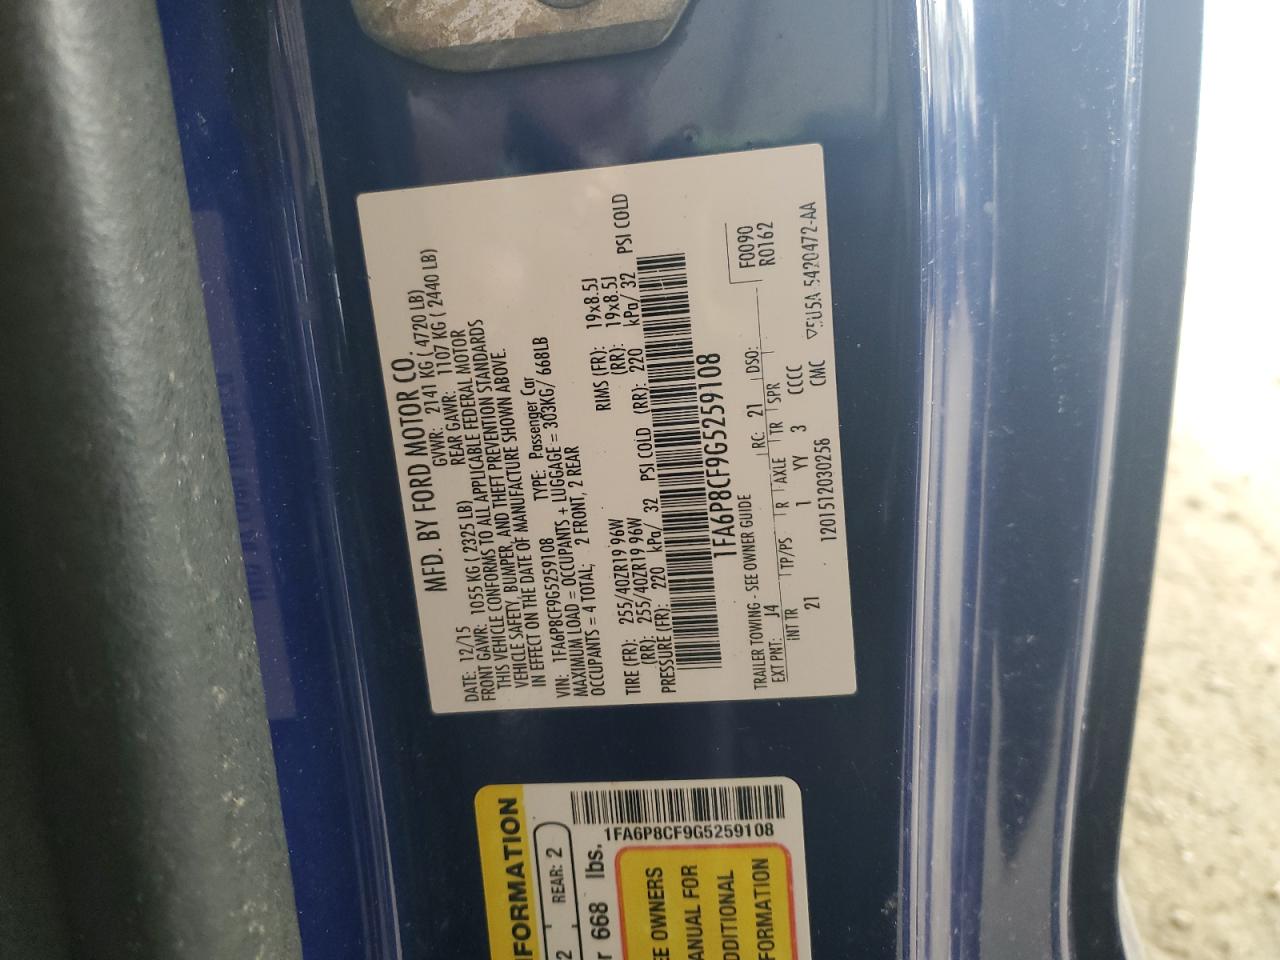 MFD. BY FORD MOTOR CO.
DATE: 12/15 GVWR: 2141 KG ( 4720 LB)
FRONT GAWR: 1055 KG ( 2325 LB) REAR GAWR: 1107 KG ( 2440 LB)
THIS VEHICLE CONFORMS TO ALL APPLICABLE FEDERAL MOTOR
VEHICLE SAFETY, BUMPER, AND THEFT PREVENTION STANDARDS
IN EFFECT ON THE DATE OF MANUFACTURE SHOWN ABOVE.
VIN: 1FA6P8CF9G5259108 TYPE: Passenger Car
MAXIMUM LOAD = OCCUPANTS + LUGGAGE = 303KG/ 668LB
OCCUPANTS = 4 TOTAL; 2 FRONT, 2 REAR
TIRE (FR): 255/40ZR19 96W RIMS (FR): 19x8.5J
(RR): 255/40ZR19 96W (RR): 19x8.5J
PRESSURE (FR): 220 kPa/ 32 PSI COLD (RR): 220 kPa/ 32 PSI COLD
1FA6P8CF9G5259108
F0090
R0162
TRAILER TOWING - SEE OWNER GUIDE RC: 21 DSO:
EXT PNT: J4
INT TR TP/PS R AXLE TR SPR
21 1 YY 3 CCCC
1201512030256 CMC 5U5A 5420472-AA
1FA6P8CF9G5259108
REAR: 2
2
668 lbs.
OWNERS
MANUAL FOR